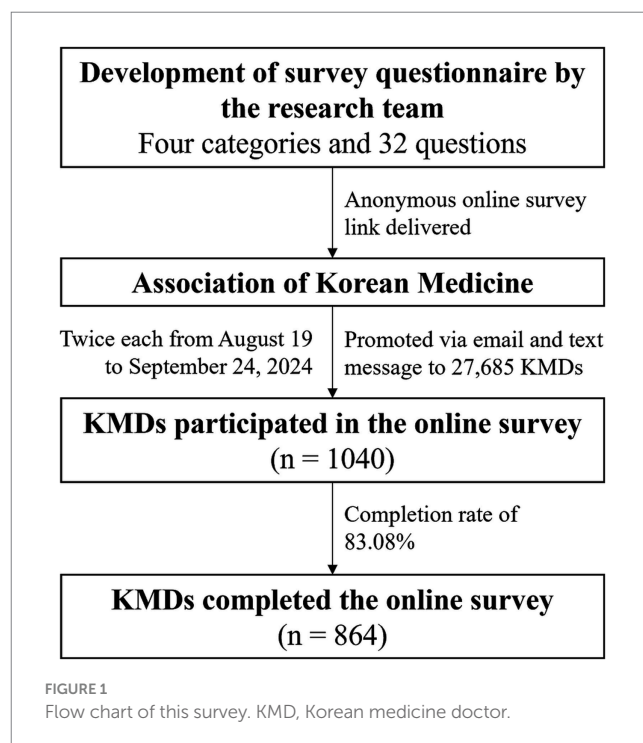 Development of survey questionnaire by
the research team
Four categories and 32 questions
Anonymous online survey
link delivered
Association of Korean Medicine
Twice each from August 19
to September 24, 2024
Promoted via email and text
message to 27,685 KMDs
KMDs participated in the online survey
(n = 1040)
Completion rate of
83.08%
KMDs completed the online survey
(n = 864)
FIGURE 1
Flow chart of this survey. KMD, Korean medicine doctor.